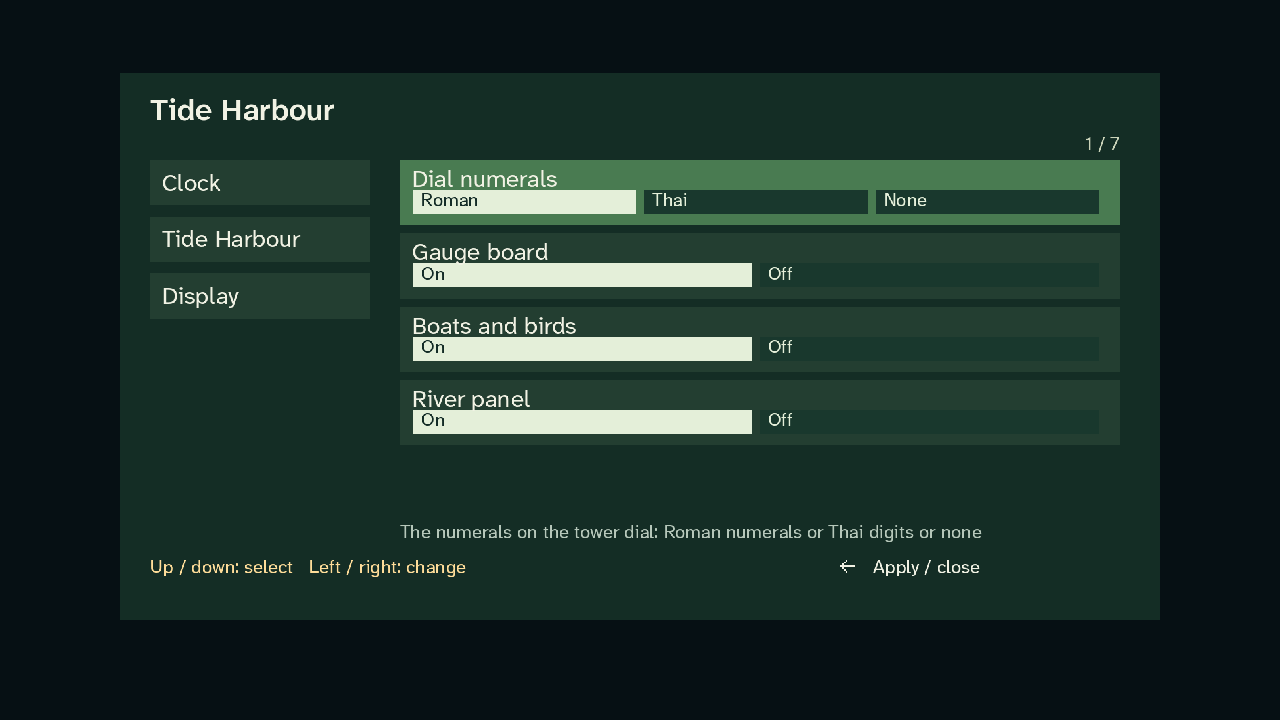 Tide Harbour
1 / 7
Clock
Tide Harbour
Display
Dial numerals
Roman Thai None
Gauge board
On Off
Boats and birds
On Off
River panel
On Off
The numerals on the tower dial: Roman numerals or Thai digits or none
Up / down: select Left / right: change ← Apply / close